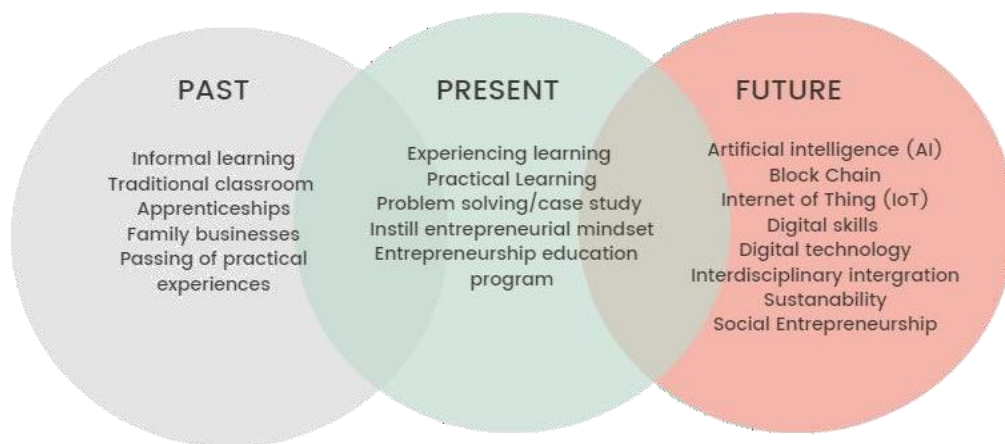 PAST
Informal learning
Traditional classroom
Apprenticeships
Family businesses
Passing of practical
experiences
PRESENT
Experiencing learning
Practical Learning
Problem solving/case study
Instill entrepreneurial mindset
Entrepreneurship education
program
FUTURE
Artificial intelligence (AI)
Block Chain
Internet of Thing (IoT)
Digital skills
Digital technology
Interdisciplinary intergration
Sustanability
Social Entrepreneurship